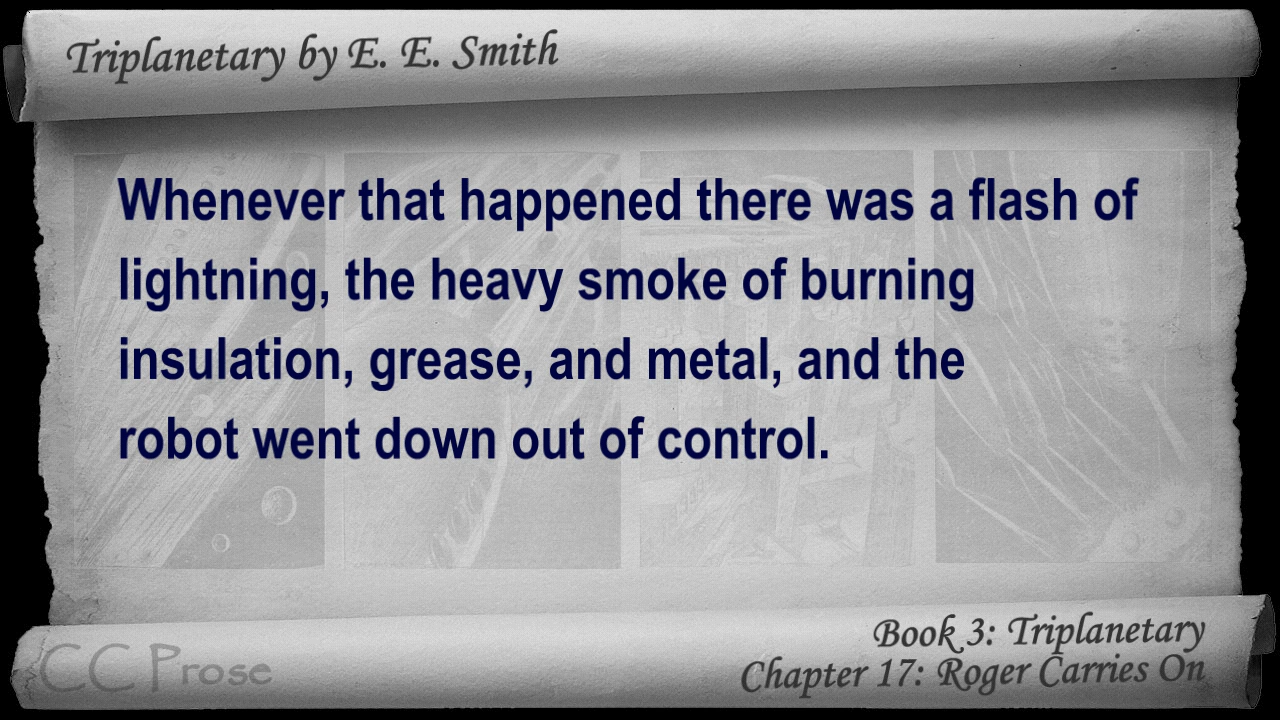 Triplanetary by E. E. Smith
Whenever that happened there was a flash of
lightning, the heavy smoke of burning
insulation, grease, and metal, and the
robot went down out of control.
CC Prose
Book 3: Triplanetary
Chapter 17: Roger Carries On